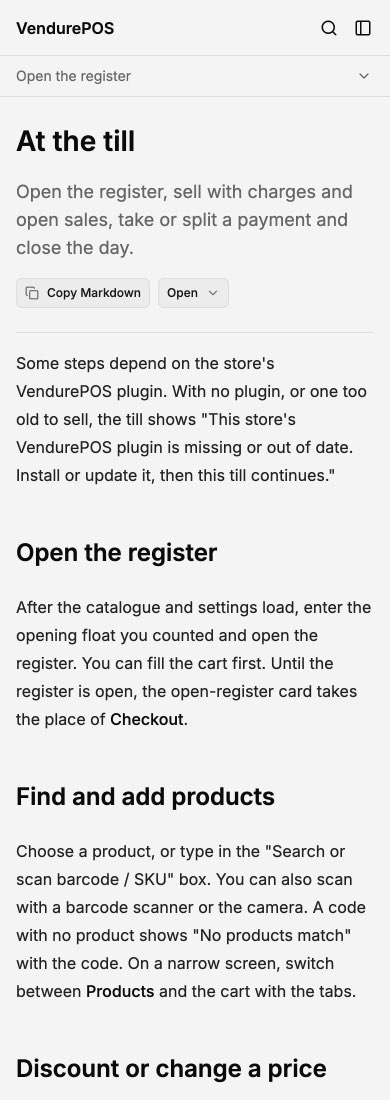 VendurePOS
Open the register
At the till
Open the register, sell with charges and
open sales, take or split a payment and
close the day.
Copy Markdown
Open
Some steps depend on the store's
VendurePOS plugin. With no plugin, or one too
old to sell, the till shows "This store's
VendurePOS plugin is missing or out of date.
Install or update it, then this till continues."
Open the register
After the catalogue and settings load, enter the
opening float you counted and open the
register. You can fill the cart first. Until the
register is open, the open-register card takes
the place of Checkout.
Find and add products
Choose a product, or type in the "Search or
scan barcode / SKU" box. You can also scan
with a barcode scanner or the camera. A code
with no product shows "No products match"
with the code. On a narrow screen, switch
between Products and the cart with the tabs.
Discount or change a price